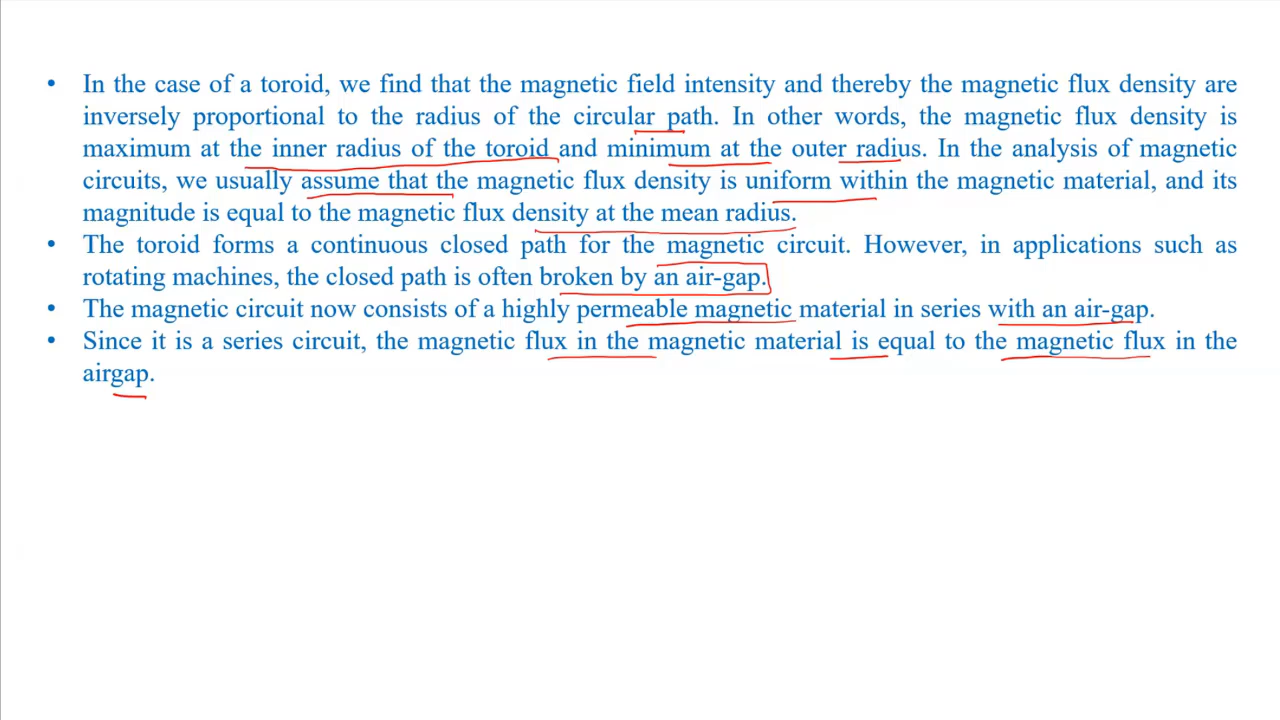 • In the case of a toroid, we find that the magnetic field intensity and thereby the magnetic flux density are
inversely proportional to the radius of the circular path. In other words, the magnetic flux density is
maximum at the inner radius of the toroid and minimum at the outer radius. In the analysis of magnetic
circuits, we usually assume that the magnetic flux density is uniform within the magnetic material, and its
magnitude is equal to the magnetic flux density at the mean radius.
• The toroid forms a continuous closed path for the magnetic circuit. However, in applications such as
rotating machines, the closed path is often broken by an air-gap.
• The magnetic circuit now consists of a highly permeable magnetic material in series with an air-gap.
• Since it is a series circuit, the magnetic flux in the magnetic material is equal to the magnetic flux in the
airgap.